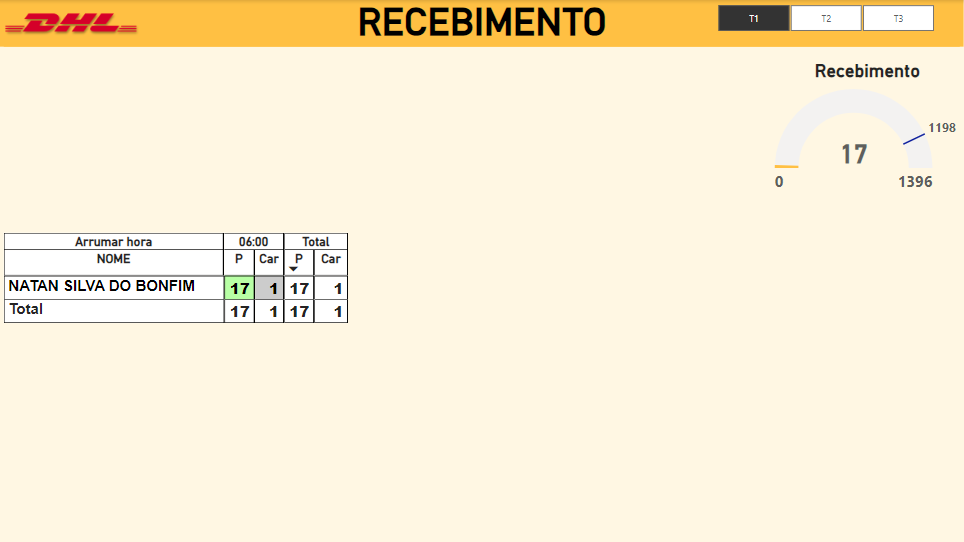 DHL
RECEBIMENTO
T1 T2 T3
Recebimento
1198
17
0 1396
Arrumar hora 06:00 Total
NOME P Car P Car
NATAN SILVA DO BONFIM 17 1 17 1
Total 17 1 17 1